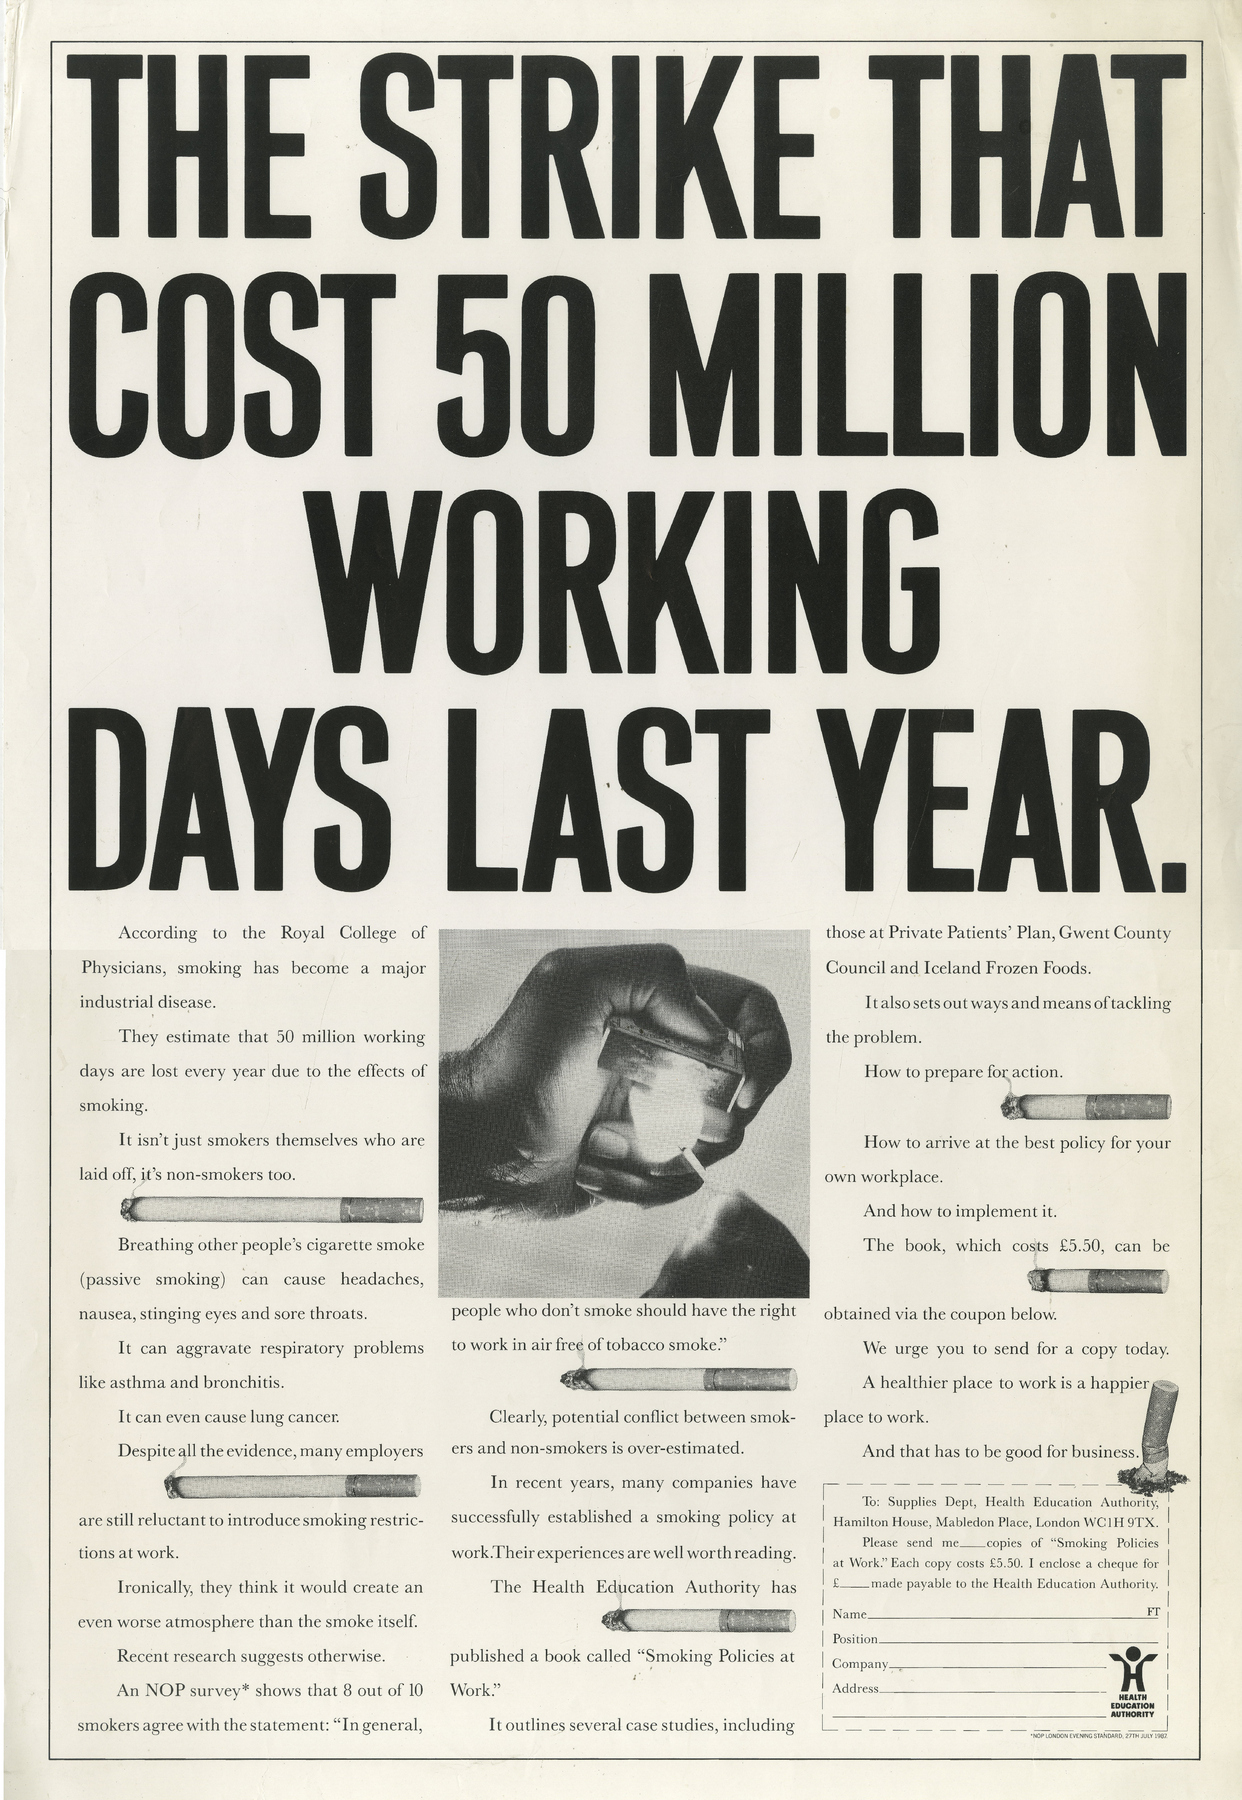 THE STRIKE THAT
COST 50 MILLION
WORKING
DAYS LAST YEAR.
According to the Royal College of
Physicians, smoking has become a major
industrial disease.
They estimate that 50 million working
days are lost every year due to the effects of
smoking.
It isn't just smokers themselves who are
laid off, it's non-smokers too.
Breathing other people's cigarette smoke
(passive smoking) can cause headaches,
nausea, stinging eyes and sore throats.
It can aggravate respiratory problems
like asthma and bronchitis.
It can even cause lung cancer.
Despite all the evidence, many employers
are still reluctant to introduce smoking restric-
tions at work.
Ironically, they think it would create an
even worse atmosphere than the smoke itself.
Recent research suggests otherwise.
An NOP survey* shows that 8 out of 10
smokers agree with the statement: “In general,
people who don't smoke should have the right
to work in air free of tobacco smoke.”
Clearly, potential conflict between smok-
ers and non-smokers is over-estimated.
In recent years, many companies have
successfully established a smoking policy at
work. Their experiences are well worth reading.
The Health Education Authority has
published a book called “Smoking Policies at
Work.”
It outlines several case studies, including
those at Private Patients' Plan, Gwent County
Council and Iceland Frozen Foods.
It also sets out ways and means of tackling
the problem.
How to prepare for action.
How to arrive at the best policy for your
own workplace.
And how to implement it.
The book, which costs £5.50, can be
obtained via the coupon below.
We urge you to send for a copy today.
A healthier place to work is a happier
place to work.
And that has to be good for business.
To: Supplies Dept, Health Education Authority,
Hamilton House, Mabledon Place, London WC1H 9TX.
Please send me___copies of “Smoking Policies
at Work.” Each copy costs £5.50. I enclose a cheque for
£___made payable to the Health Education Authority.
Name FT
Position
Company
Address
HEALTH
EDUCATION
AUTHORITY
*NOP LONDON EVENING STANDARD, 27TH JULY 1987.